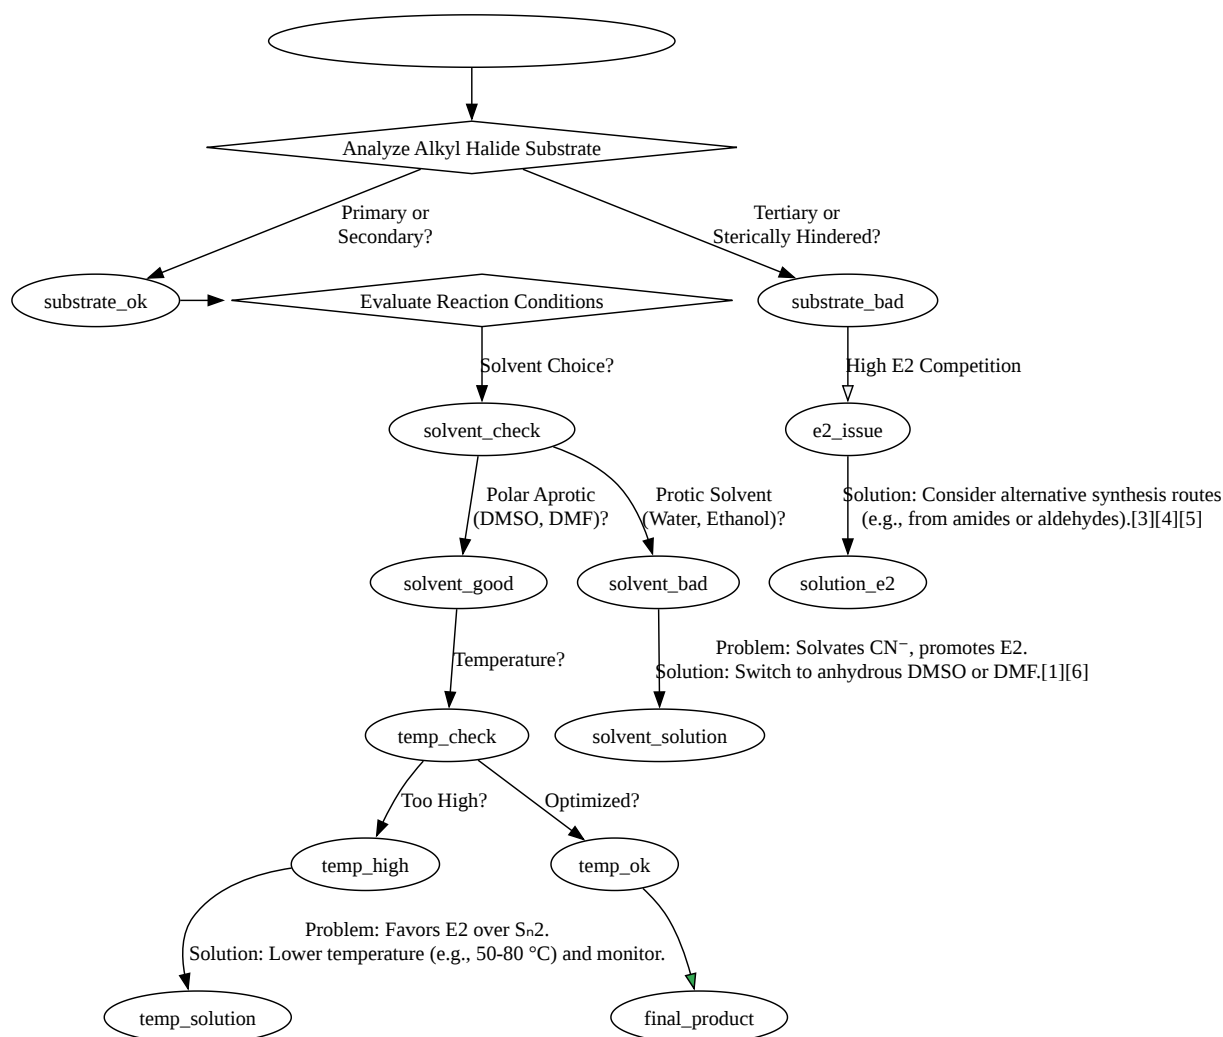 Analyze Alkyl Halide Substrate
Primary or
Secondary?
Tertiary or
Sterically Hindered?
substrate_ok
Evaluate Reaction Conditions
substrate_bad
Solvent Choice?
High E2 Competition
solvent_check
e2_issue
Polar Aprotic
(DMSO, DMF)?
Protic Solvent
(Water, Ethanol)?
Solution: Consider alternative synthesis routes
(e.g., from amides or aldehydes).[3][4][5]
solvent_good
solvent_bad
solution_e2
Temperature?
Problem: Solvates CN⁻, promotes E2.
Solution: Switch to anhydrous DMSO or DMF.[1][6]
temp_check
solvent_solution
Too High?
Optimized?
temp_high
temp_ok
Problem: Favors E2 over Sₙ2.
Solution: Lower temperature (e.g., 50-80 °C) and monitor.
temp_solution
final_product